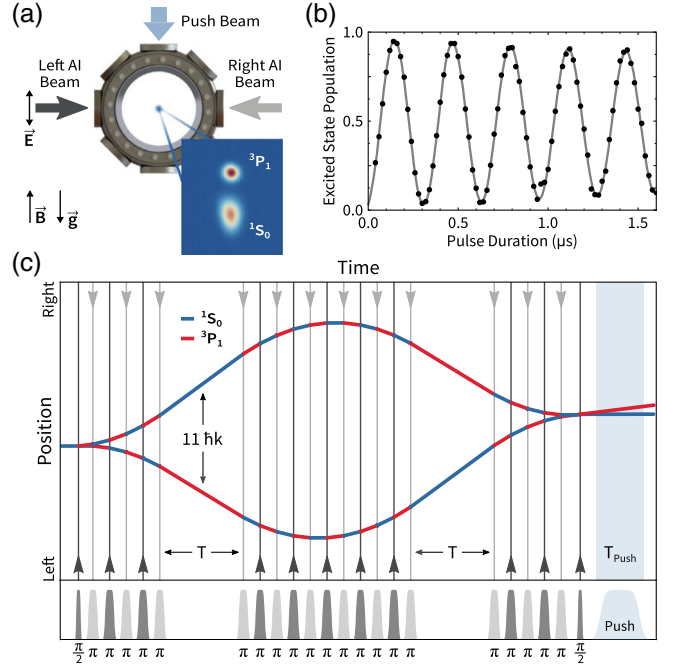 (a)
Push Beam
Left AI
Beam
Right AI
Beam
E
B
g
³P₁
¹S₀
(b)
Excited State Population
1.0
0.5
0.0
0.0
0.5
1.0
1.5
Pulse Duration (μs)
(c)
Time
Right
Position
Left
¹S₀
³P₁
11 ħk
T
T
T_Push
Push
π/2 π π π π π π π π π π π π π π π π π π π π/2